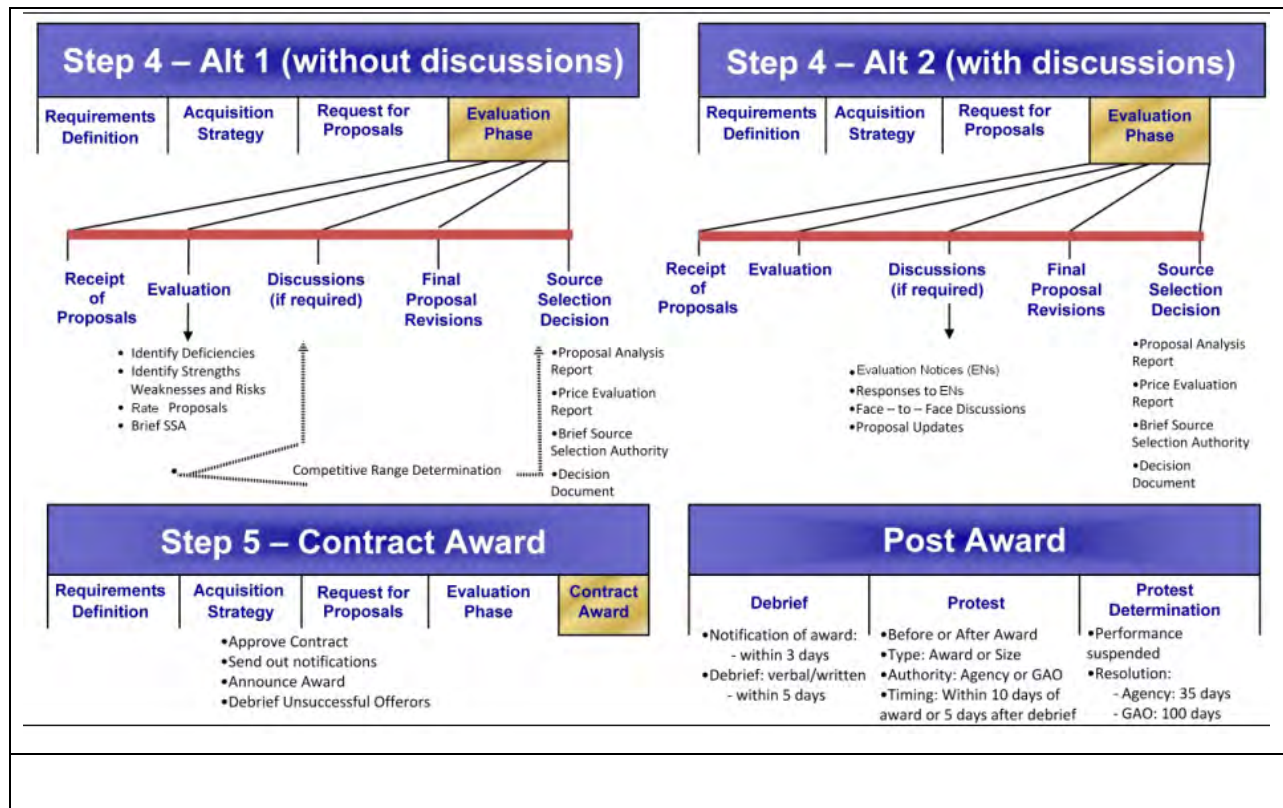 Step 4 – Alt 1 (without discussions)
Requirements
Definition
Acquisition
Strategy
Request for
Proposals
Evaluation
Phase
Receipt
of
Proposals
Evaluation
Discussions
(if required)
Final
Proposal
Revisions
Source
Selection
Decision
• Identify Deficiencies
• Identify Strengths
Weaknesses and Risks
• Rate Proposals
• Brief SSA
•
Competitive Range Determination
•Proposal Analysis
Report
•Price Evaluation
Report
•Brief Source
Selection Authority
•Decision
Document
Step 4 – Alt 2 (with discussions)
Requirements
Definition
Acquisition
Strategy
Request for
Proposals
Evaluation
Phase
Receipt
of
Proposals
Evaluation
Discussions
(if required)
Final
Proposal
Revisions
Source
Selection
Decision
•Evaluation Notices (ENs)
•Responses to ENs
•Face – to – Face Discussions
•Proposal Updates
•Proposal Analysis
Report
•Price Evaluation
Report
•Brief Source
Selection Authority
•Decision
Document
Step 5 – Contract Award
Requirements
Definition
Acquisition
Strategy
Request for
Proposals
Evaluation
Phase
Contract
Award
•Approve Contract
•Send out notifications
•Announce Award
•Debrief Unsuccessful Offerors
Post Award
Debrief
•Notification of award:
- within 3 days
•Debrief: verbal/written
- within 5 days
Protest
•Before or After Award
•Type: Award or Size
•Authority: Agency or GAO
•Timing: Within 10 days of
award or 5 days after debrief
Protest
Determination
•Performance
suspended
•Resolution:
- Agency: 35 days
- GAO: 100 days